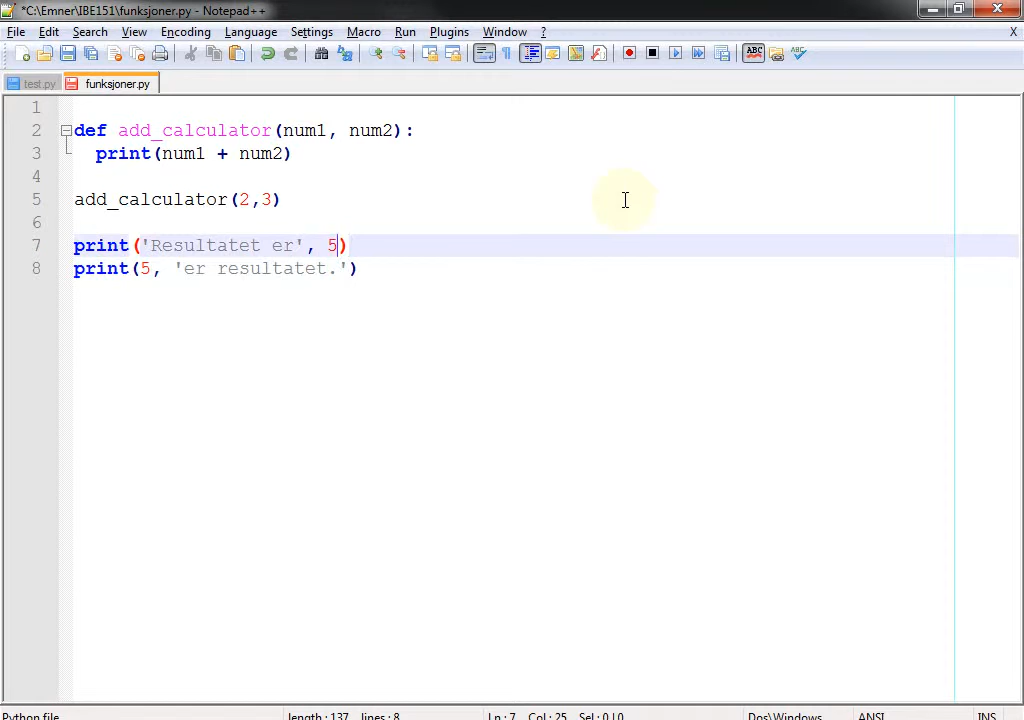 *C:\Emner\IBE151\funksjoner.py - Notepad++
File Edit Search View Encoding Language Settings Macro Run Plugins Window ? X
test.py funksjoner.py
1
2 def add_calculator(num1, num2):
3 print(num1 + num2)
4
5 add_calculator(2,3)
6
7 print('Resultatet er', 5)
8 print(5, 'er resultatet.')
Python file length : 137 lines : 8 Ln : 7 Col : 25 Sel : 0 | 0 Dos\Windows ANSI INS